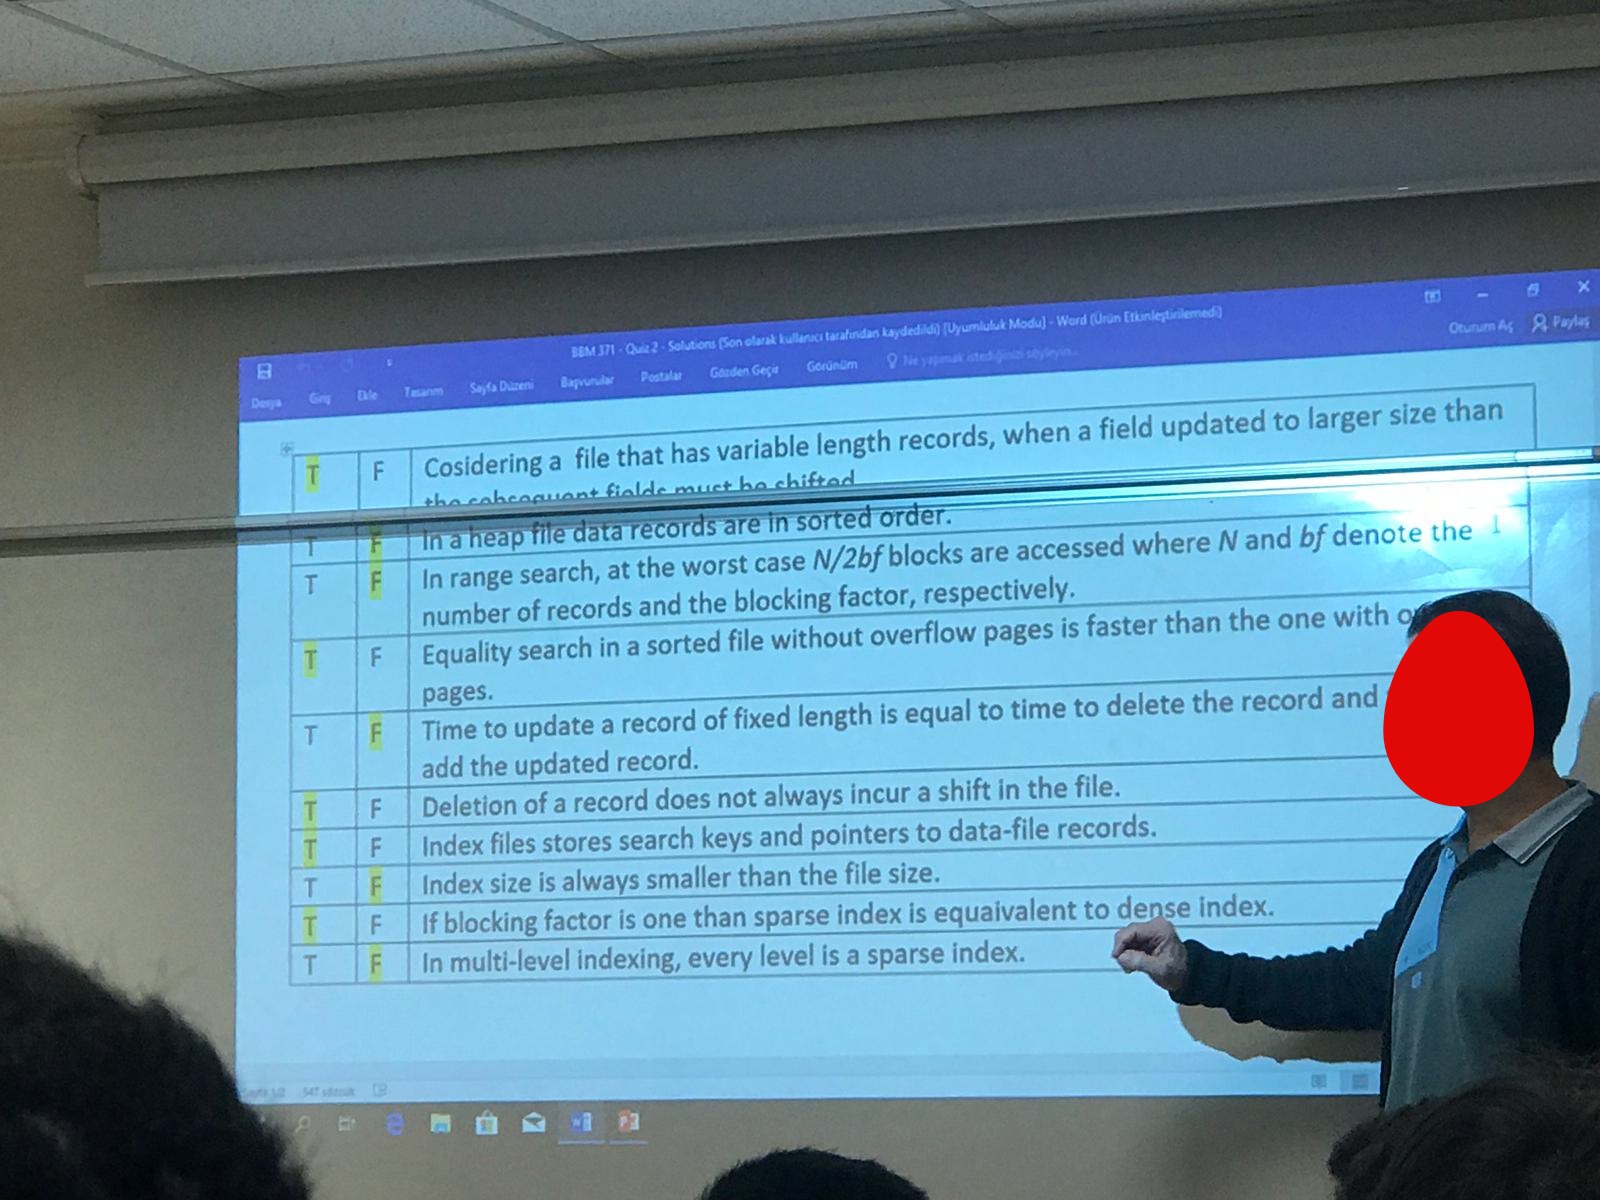 BBM 371 - Quiz 2 - Solutions (Son olarak kullanıcı tarafından kaydedildi) [Uyumluluk Modu] - Word (Ürün Etkinleştirilemedi)
Dosya Giriş Ekle Tasarım Sayfa Düzeni Başvurular Postalar Gözden Geçir Görünüm Ne yapmak istediğinizi söyleyin... Oturum Aç Paylaş
T F Cosidering a file that has variable length records, when a field updated to larger size than
the cobsequent fields must be shifted
T F In a heap file data records are in sorted order.
T F In range search, at the worst case N/2bf blocks are accessed where N and bf denote the
number of records and the blocking factor, respectively.
T F Equality search in a sorted file without overflow pages is faster than the one with
pages.
T F Time to update a record of fixed length is equal to time to delete the record and
add the updated record.
T F Deletion of a record does not always incur a shift in the file.
T F Index files stores search keys and pointers to data-file records.
T F Index size is always smaller than the file size.
T F If blocking factor is one than sparse index is equaivalent to dense index.
T F In multi-level indexing, every level is a sparse index.
547 sözcük